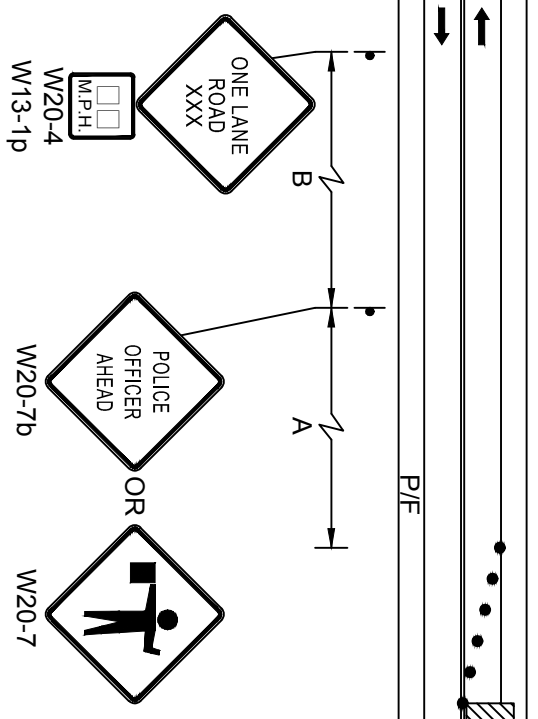 P/F
B
A
ONE LANE
ROAD
XXX
M.P.H.
W20-4
W13-1p
POLICE
OFFICER
AHEAD
W20-7b
OR
W20-7